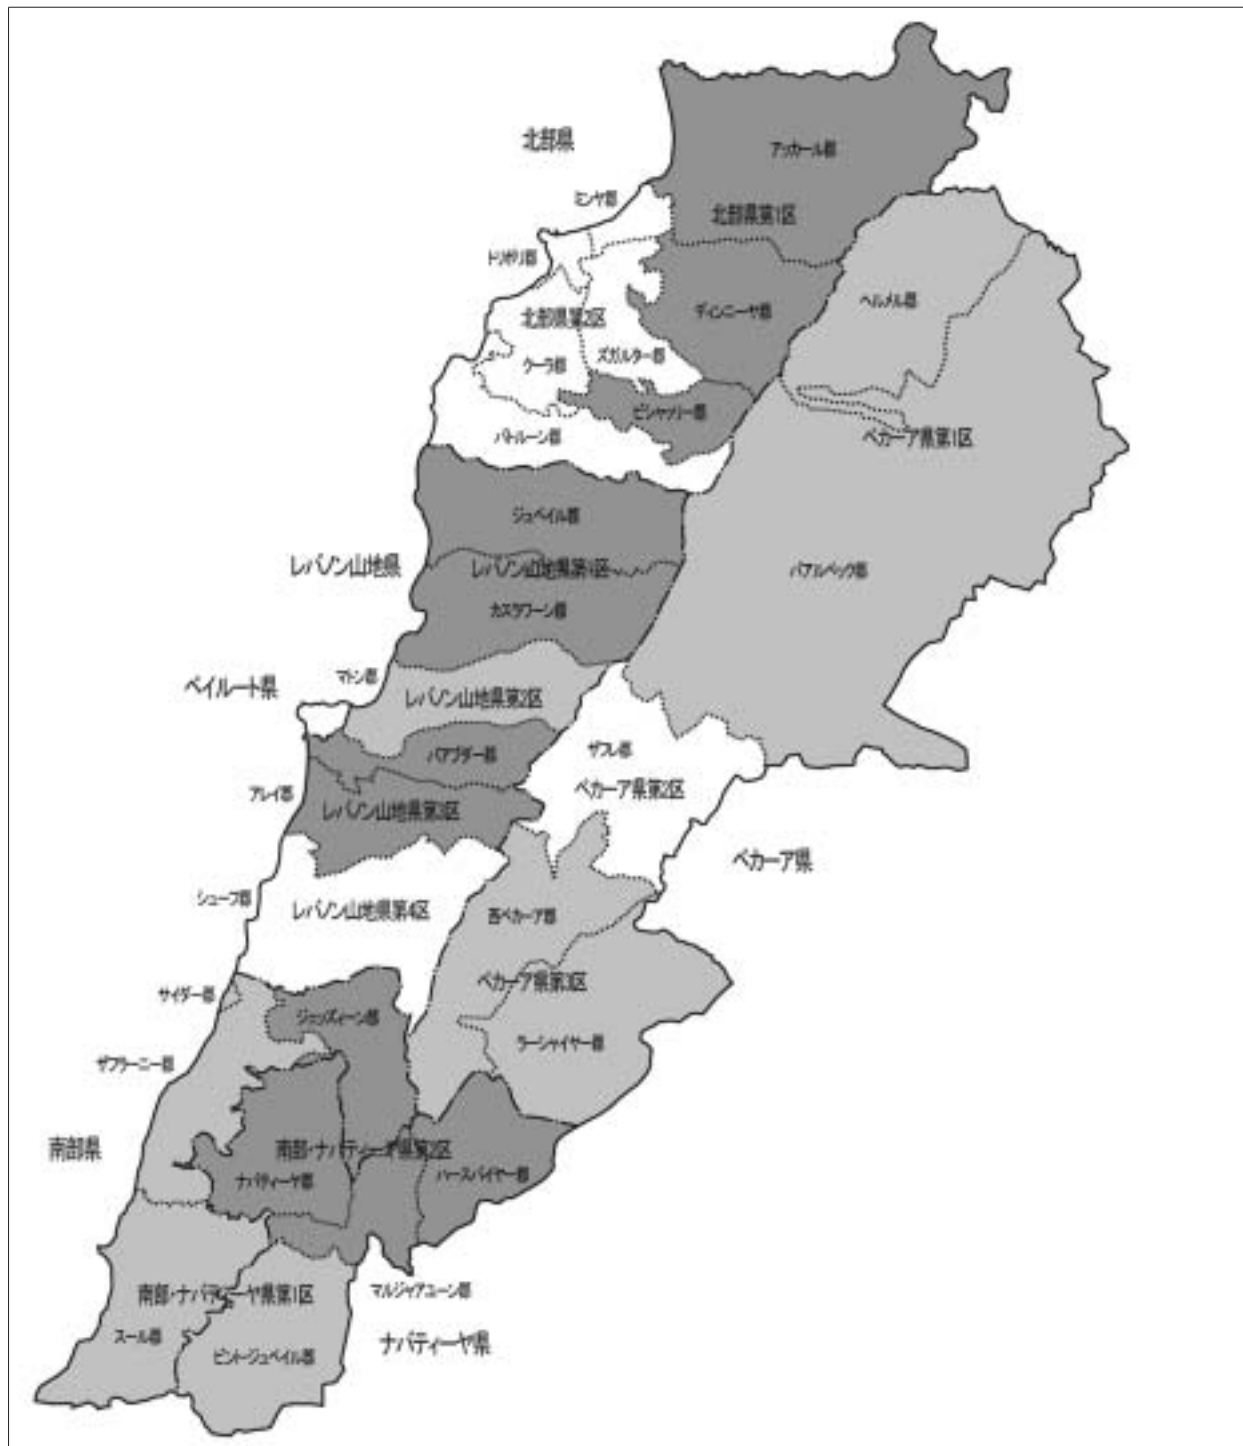 アッカール郡
北部県
ミンヤ郡
北部県第1区
トリポリ郡
ヘルメル郡
ディンニーヤ郡
北部県第2区
ズガルター郡
クーラ郡
ビシャッリー郡
バトルーン郡
ベカーア県第1区
ジュベイル郡
レバノン山地県
レバノン山地県第1区
バアルベック郡
カスラワーン郡
マトン郡
ベイルート県
レバノン山地県第2区
バアブダー郡
ザフレ郡
ベカーア県第2区
アレイ郡
レバノン山地県第3区
ベカーア県
シューフ郡
レバノン山地県第4区
西ベカーア郡
ベカーア県第3区
サイダー郡
ジェッズィーン郡
ラーシャイヤー郡
ザフラーニー郡
南部県
南部・ナバティーヤ県第2区
ナバティーヤ郡
ハースバイヤー郡
南部・ナバティーヤ県第1区
マルジャアユーン郡
スール郡
ナバティーヤ県
ビント・ジュベイル郡